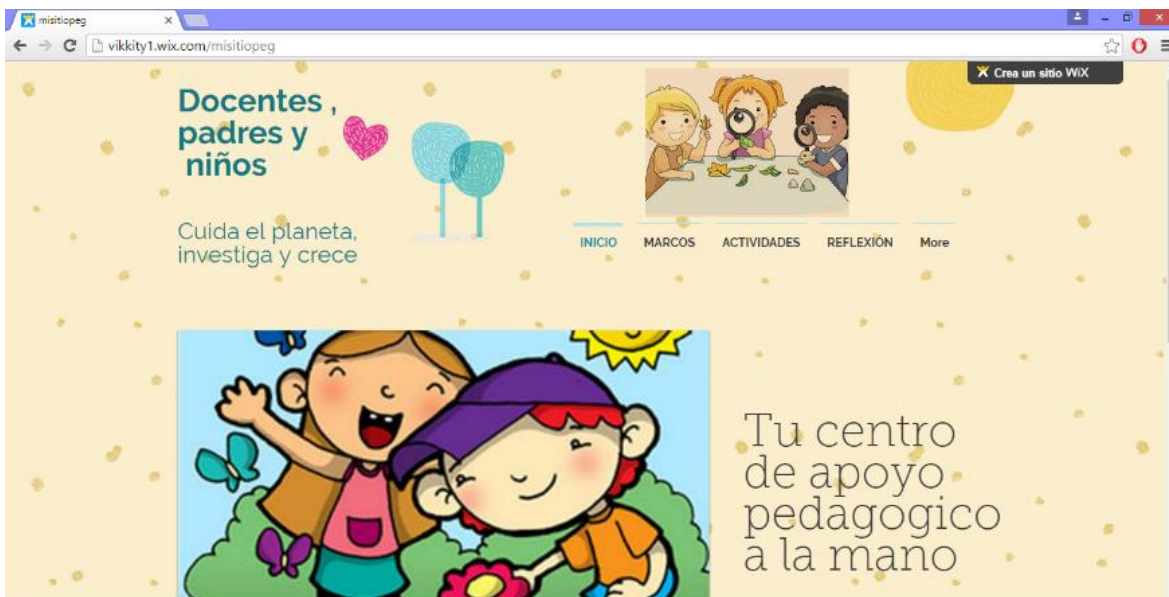 misitiopeg
vikkity1.wix.com/misitiopeg
Crea un sitio WiX
Docentes ,
padres y
niños
Cuida el planeta,
investiga y crece
INICIO MARCOS ACTIVIDADES REFLEXIÓN More
Tu centro
de apoyo
pedagogico
a la mano